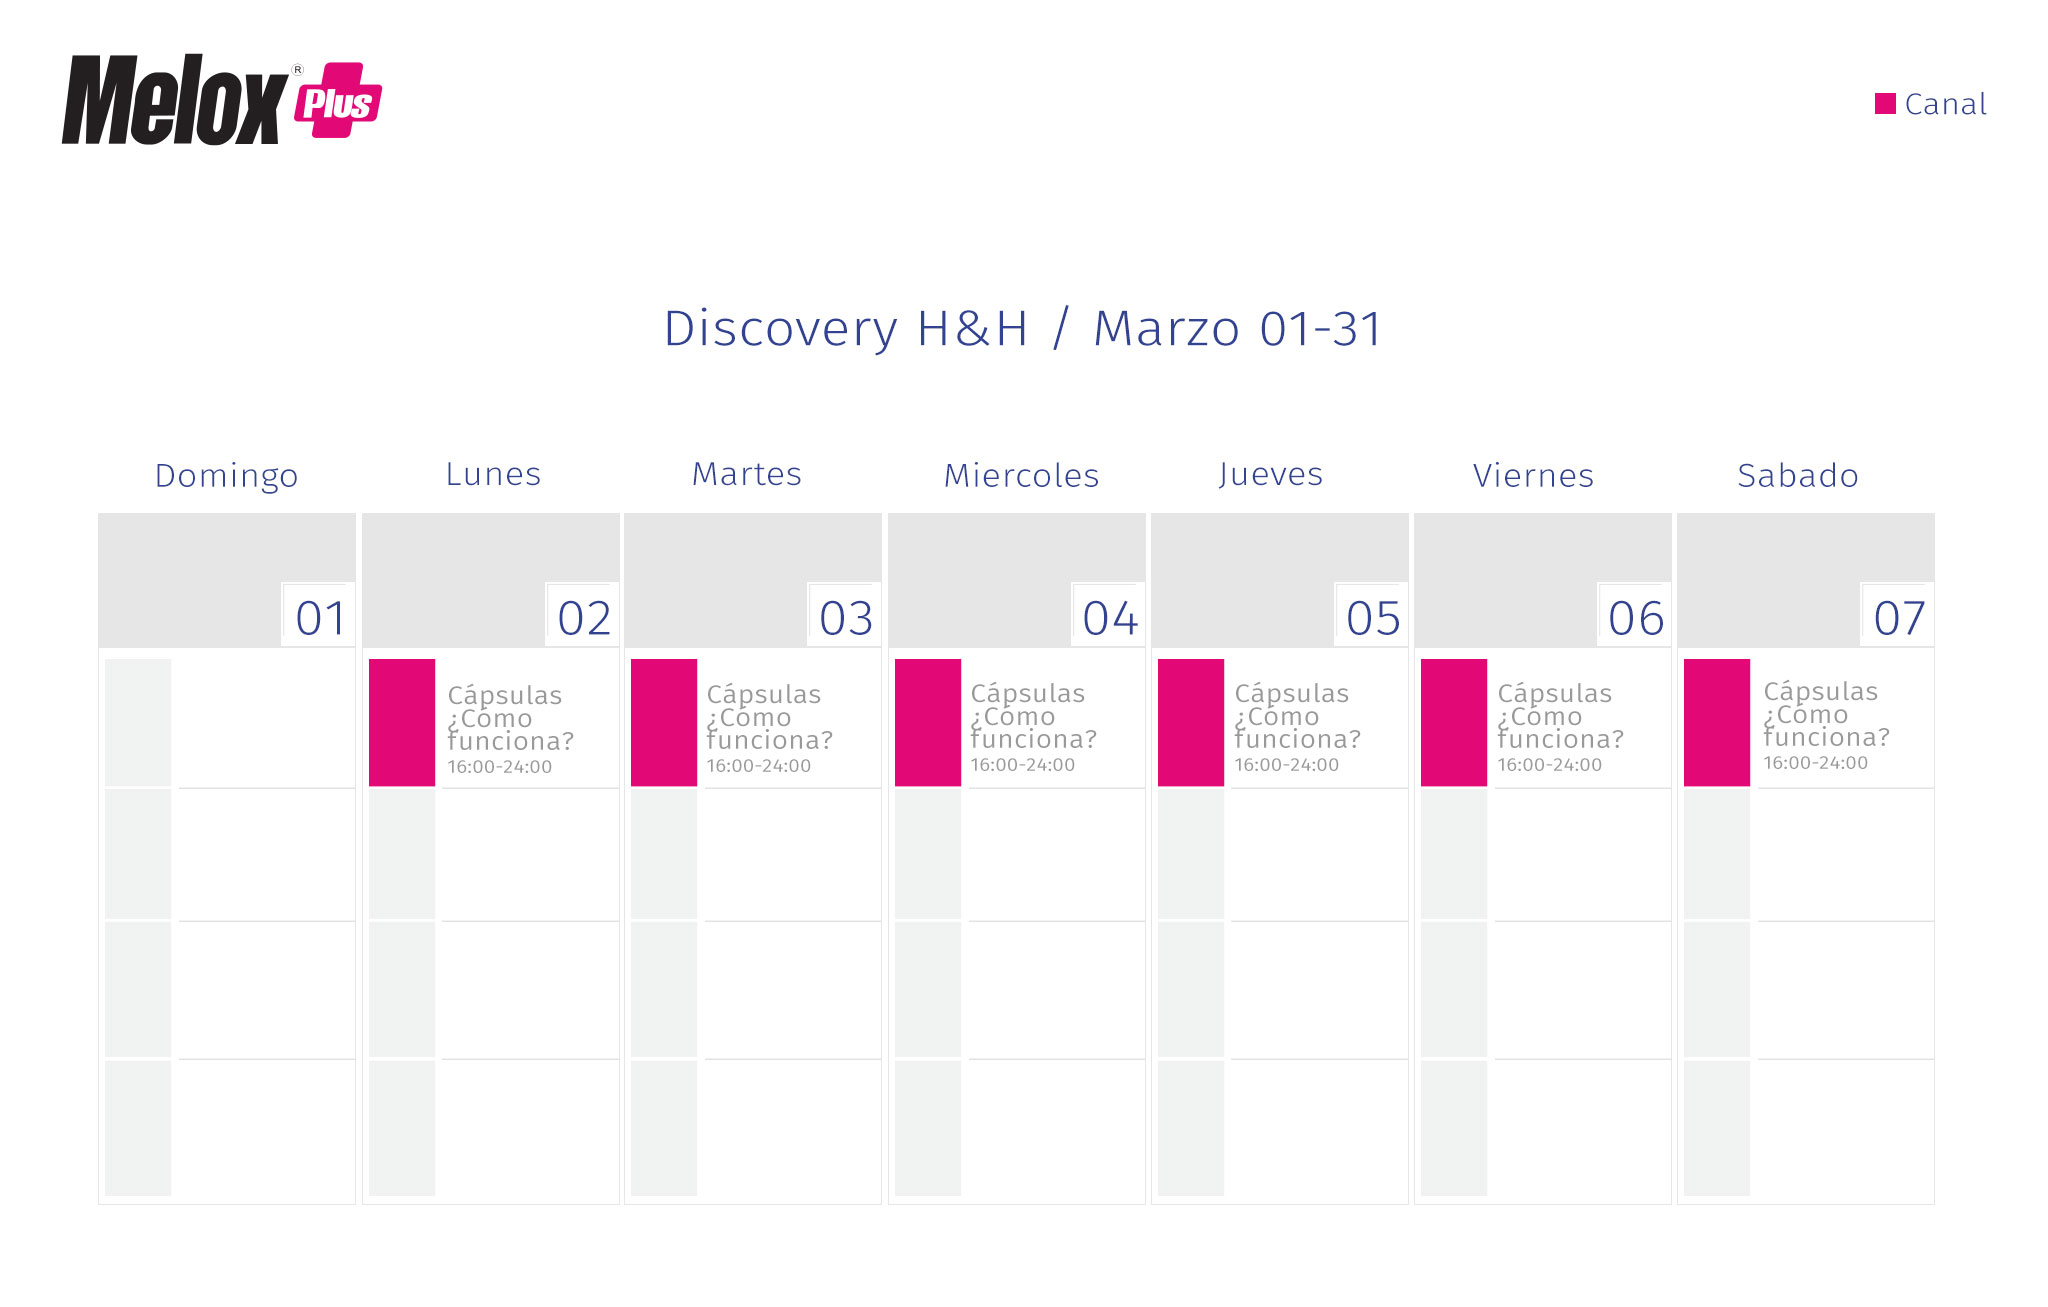 Melox® Plus
Canal
Discovery H&H / Marzo 01-31
Domingo
Lunes
Martes
Miercoles
Jueves
Viernes
Sabado
01
02
03
04
05
06
07
Cápsulas
¿Cómo
funciona?
16:00-24:00
Cápsulas
¿Cómo
funciona?
16:00-24:00
Cápsulas
¿Cómo
funciona?
16:00-24:00
Cápsulas
¿Cómo
funciona?
16:00-24:00
Cápsulas
¿Cómo
funciona?
16:00-24:00
Cápsulas
¿Cómo
funciona?
16:00-24:00